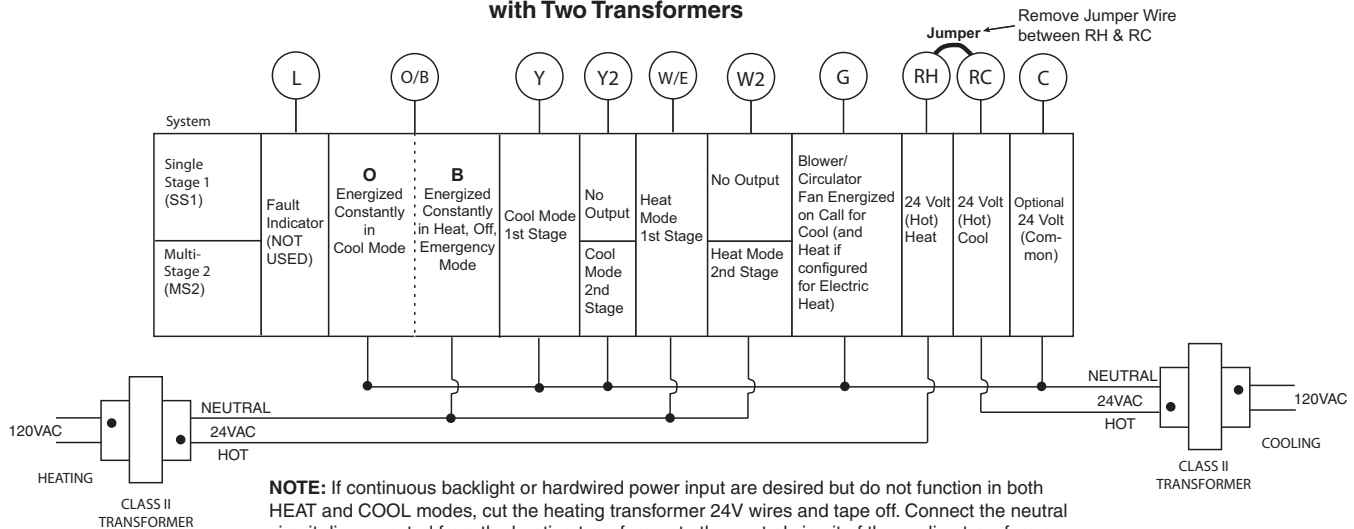 with Two Transformers
Jumper
Remove Jumper Wire
between RH & RC
L
O/B
Y
Y2
W/E
W2
G
RH
RC
C
System
Single
Stage 1
(SS1)
Multi-
Stage 2
(MS2)
Fault
Indicator
(NOT
USED)
O
Energized
Constantly
in
Cool Mode
B
Energized
Constantly
in Heat, Off,
Emergency
Mode
Cool Mode
1st Stage
No
Output
Cool
Mode
2nd
Stage
Heat
Mode
1st Stage
No Output
Heat Mode
2nd Stage
Blower/
Circulator
Fan Energized
on Call for
Cool (and
Heat if
configured
for Electric
Heat)
24 Volt
(Hot)
Heat
24 Volt
(Hot)
Cool
Optional
24 Volt
(Com-
mon)
120VAC
HEATING
NEUTRAL
24VAC
HOT
CLASS II
TRANSFORMER
NEUTRAL
24VAC
HOT
120VAC
COOLING
CLASS II
TRANSFORMER
NOTE: If continuous backlight or hardwired power input are desired but do not function in both
HEAT and COOL modes, cut the heating transformer 24V wires and tape off. Connect the neutral